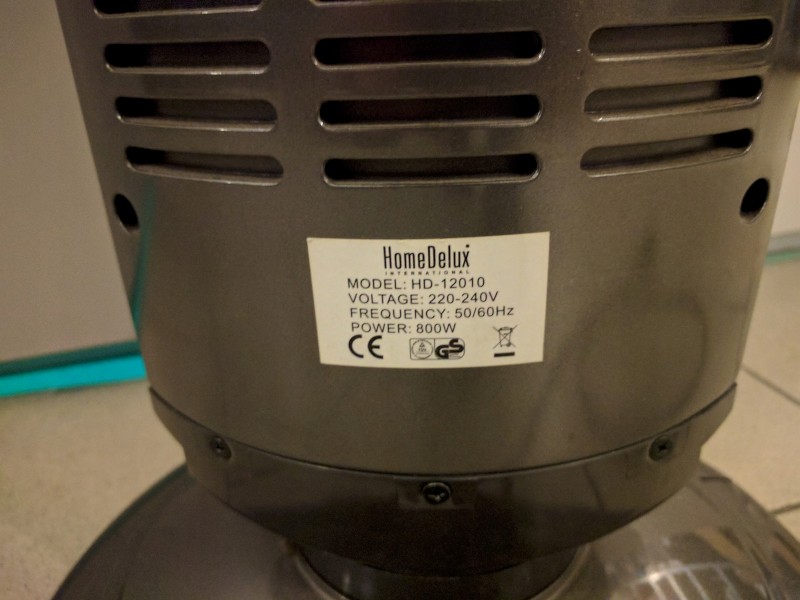 HomeDelux
INTERNATIONAL
MODEL: HD-12010
VOLTAGE: 220-240V
FREQUENCY: 50/60Hz
POWER: 800W
CE GS